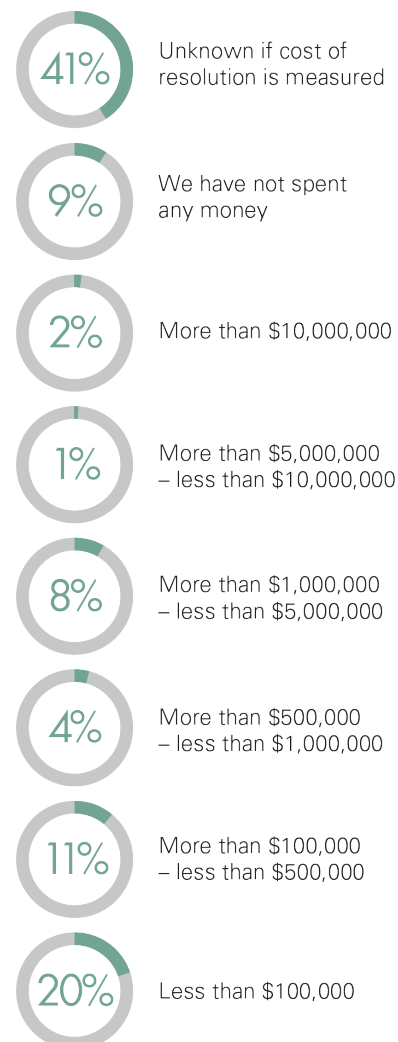 41%
Unknown if cost of
resolution is measured
9%
We have not spent
any money
2%
More than $10,000,000
1%
More than $5,000,000
– less than $10,000,000
8%
More than $1,000,000
– less than $5,000,000
4%
More than $500,000
– less than $1,000,000
11%
More than $100,000
– less than $500,000
20%
Less than $100,000